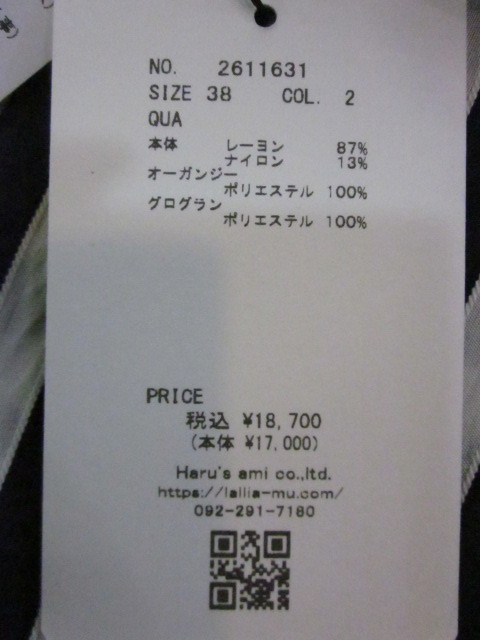 NO. 2611631
SIZE 38 COL. 2
QUA
本体 レーヨン 87%
ナイロン 13%
オーガンジー
ポリエステル 100%
グログラン
ポリエステル 100%
PRICE
税込 ¥18,700
(本体 ¥17,000)
Haru's ami co.,ltd.
https://lallia-mu.com/
092-291-7180